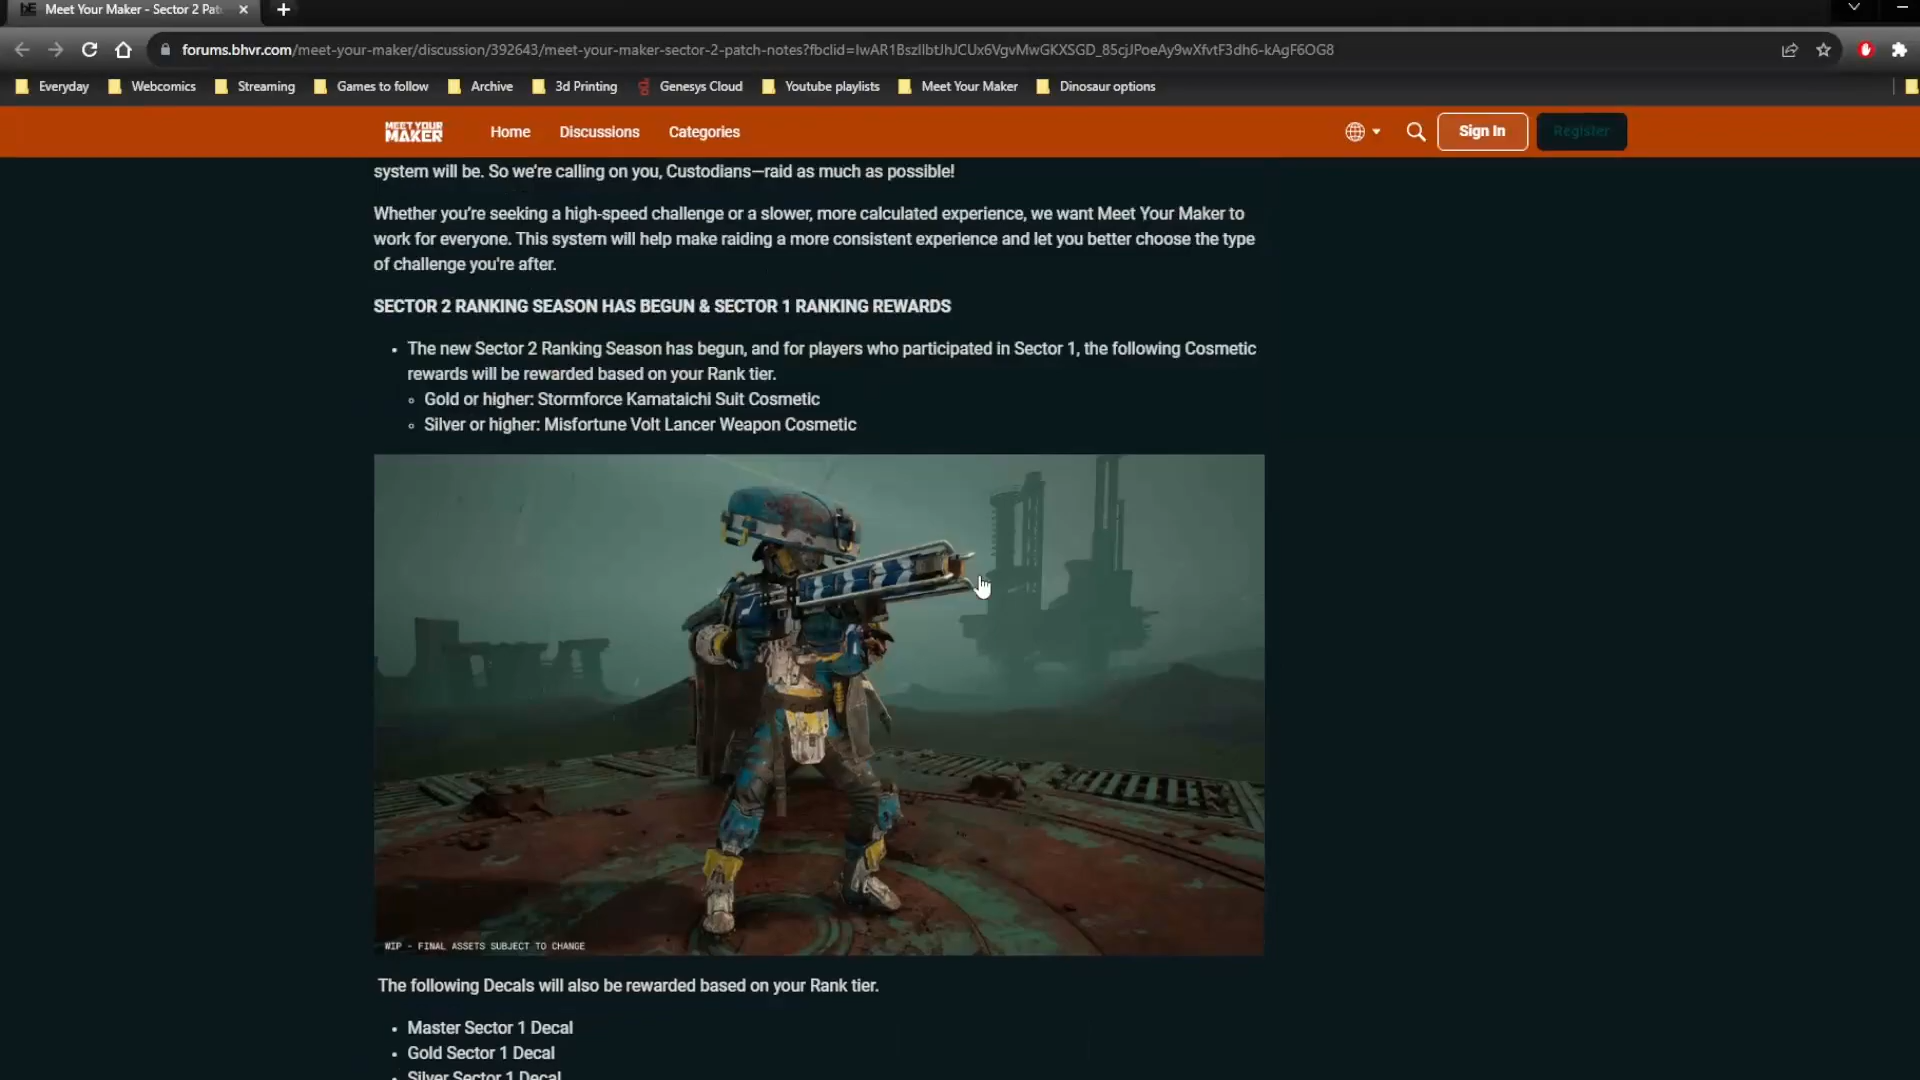 Meet Your Maker - Sector 2 Pat
forums.bhvr.com/meet-your-maker/discussion/392643/meet-your-maker-sector-2-patch-notes?fbclid=IwAR1BszIIbtJhJCUx6VgvMwGKXSGD_85cjJPoeAy9wXfvtF3dh6-kAgF6OG8
Everyday Webcomics Streaming Games to follow Archive 3d Printing Genesys Cloud Youtube playlists Meet Your Maker Dinosaur options
MEET YOUR
MAKER
Home Discussions Categories Sign In Register
system will be. So we're calling on you, Custodians—raid as much as possible!
Whether you're seeking a high-speed challenge or a slower, more calculated experience, we want Meet Your Maker to
work for everyone. This system will help make raiding a more consistent experience and let you better choose the type
of challenge you're after.
SECTOR 2 RANKING SEASON HAS BEGUN & SECTOR 1 RANKING REWARDS
• The new Sector 2 Ranking Season has begun, and for players who participated in Sector 1, the following Cosmetic
rewards will be rewarded based on your Rank tier.
◦ Gold or higher: Stormforce Kamataichi Suit Cosmetic
◦ Silver or higher: Misfortune Volt Lancer Weapon Cosmetic
WIP - FINAL ASSETS SUBJECT TO CHANGE
The following Decals will also be rewarded based on your Rank tier.
• Master Sector 1 Decal
• Gold Sector 1 Decal
• Silver Sector 1 Decal